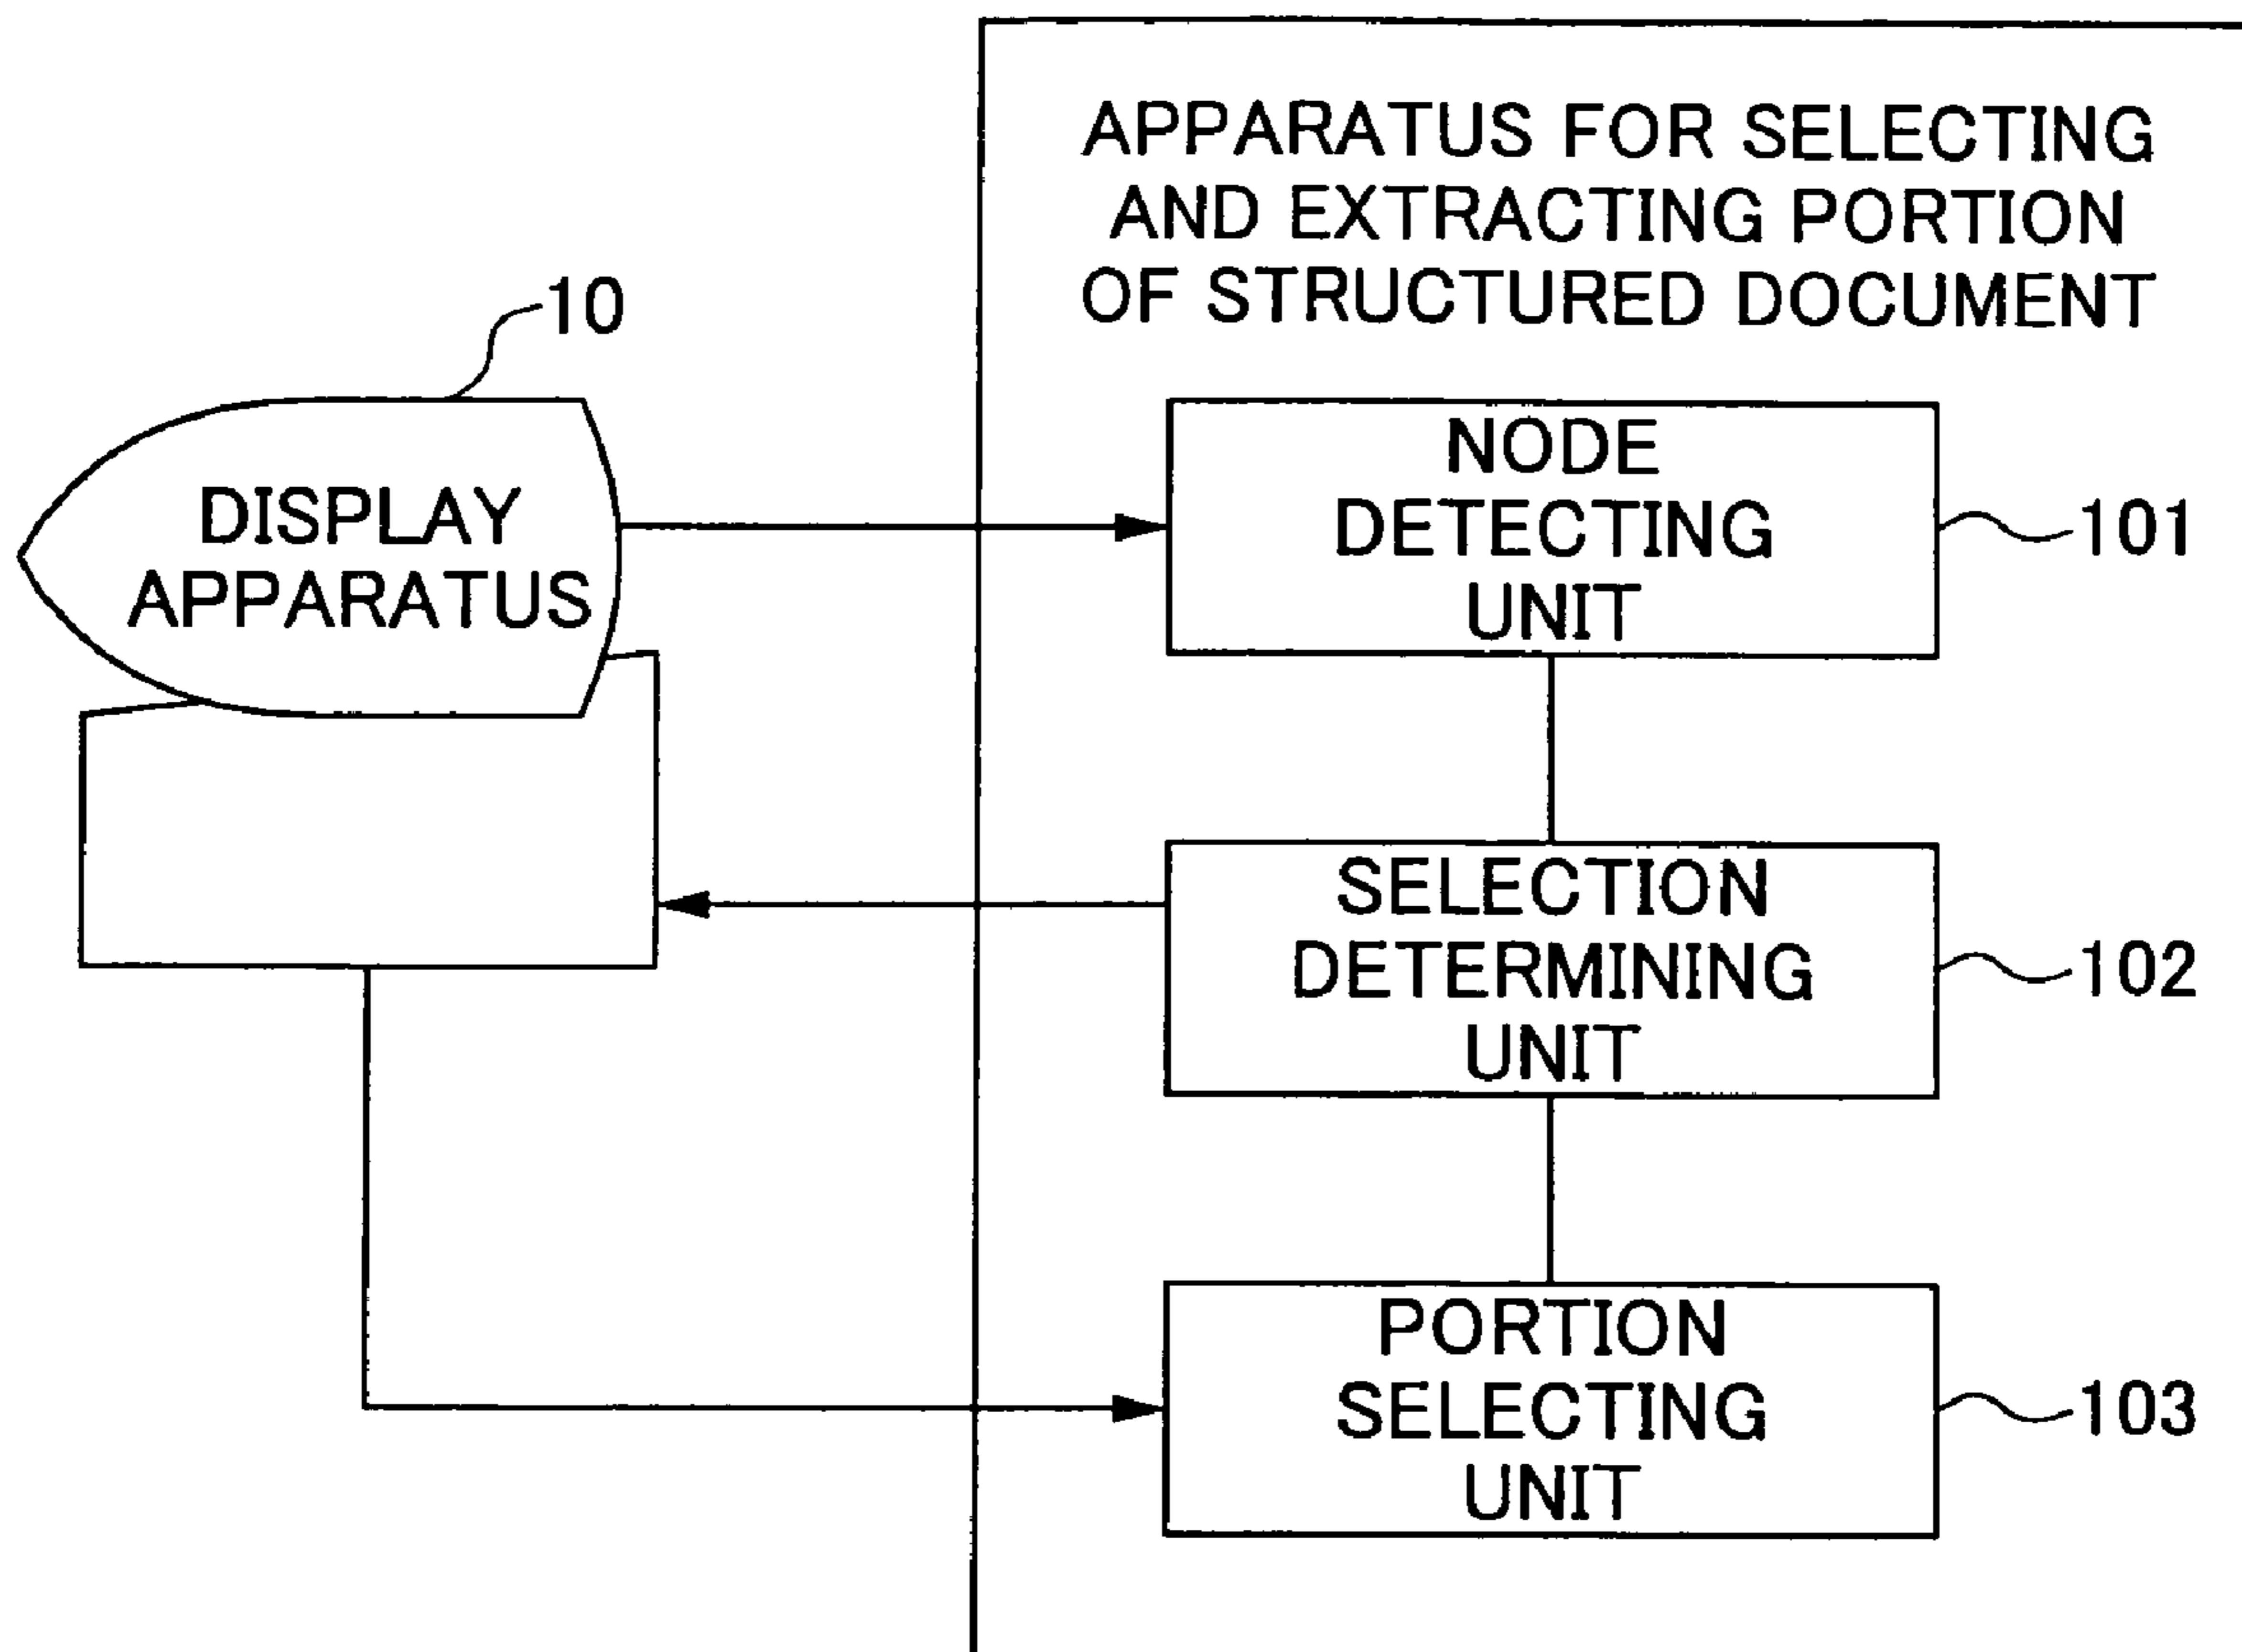 APPARATUS FOR SELECTING
AND EXTRACTING PORTION
OF STRUCTURED DOCUMENT
10
DISPLAY
APPARATUS
NODE
DETECTING
UNIT
101
SELECTION
DETERMINING
UNIT
102
PORTION
SELECTING
UNIT
103